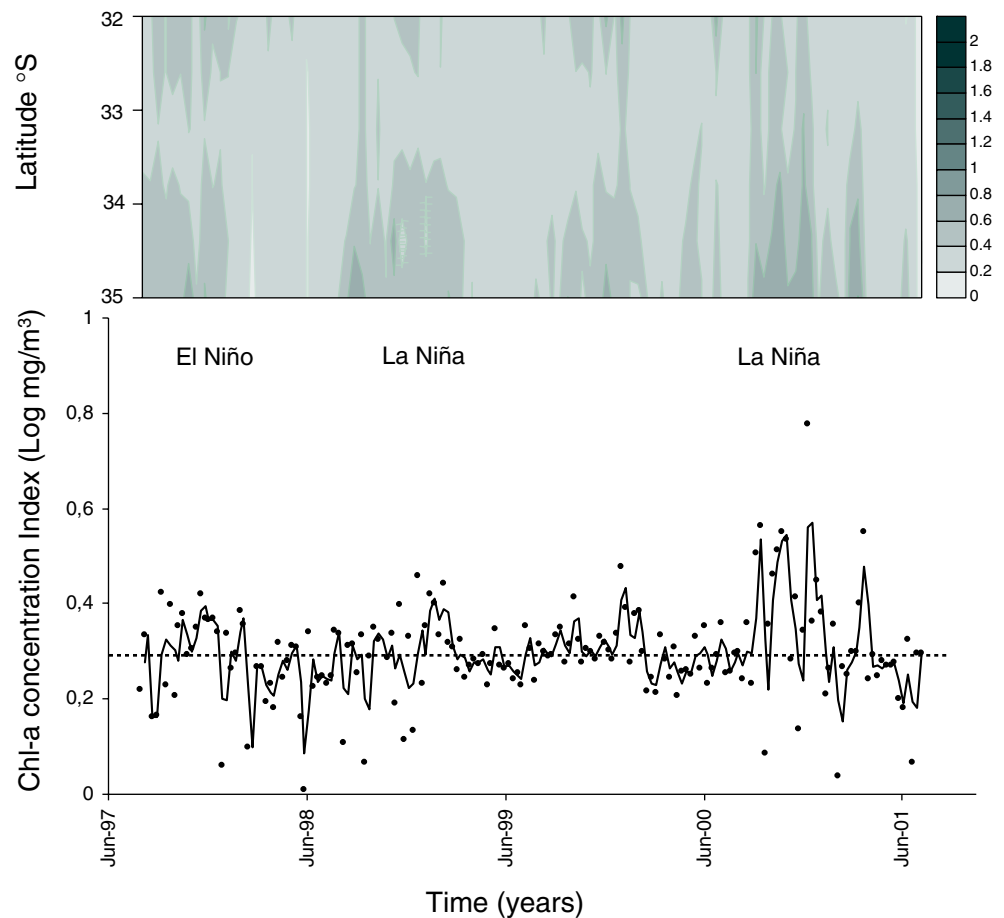 Latitude °S
32
33
34
35
2
1.8
1.6
1.4
1.2
1
0.8
0.6
0.4
0.2
0
Chl-a concentration Index (Log mg/m³)
1
0,8
0,6
0,4
0,2
0
El Niño
La Niña
La Niña
Jun-97
Jun-98
Jun-99
Jun-00
Jun-01
Time (years)